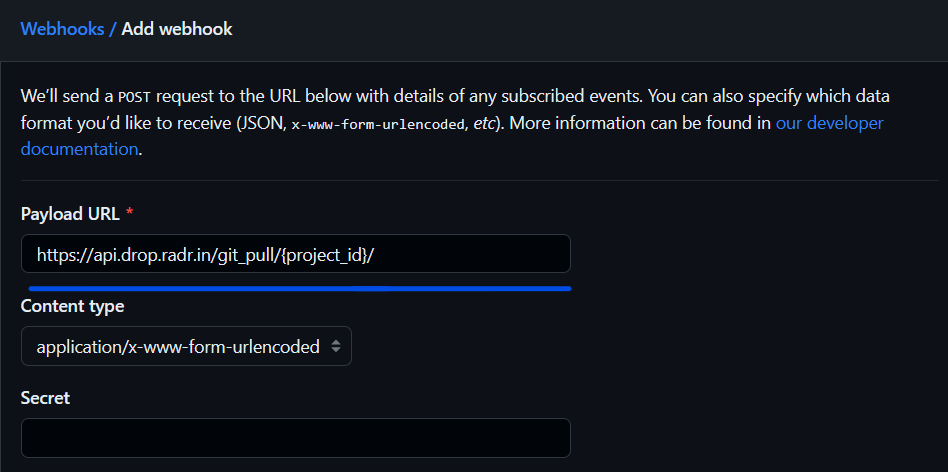 Webhooks / Add webhook
We'll send a POST request to the URL below with details of any subscribed events. You can also specify which data
format you'd like to receive (JSON, x-www-form-urlencoded, etc). More information can be found in our developer
documentation.
Payload URL *
https://api.drop.radr.in/git_pull/{project_id}/
Content type
application/x-www-form-urlencoded
Secret